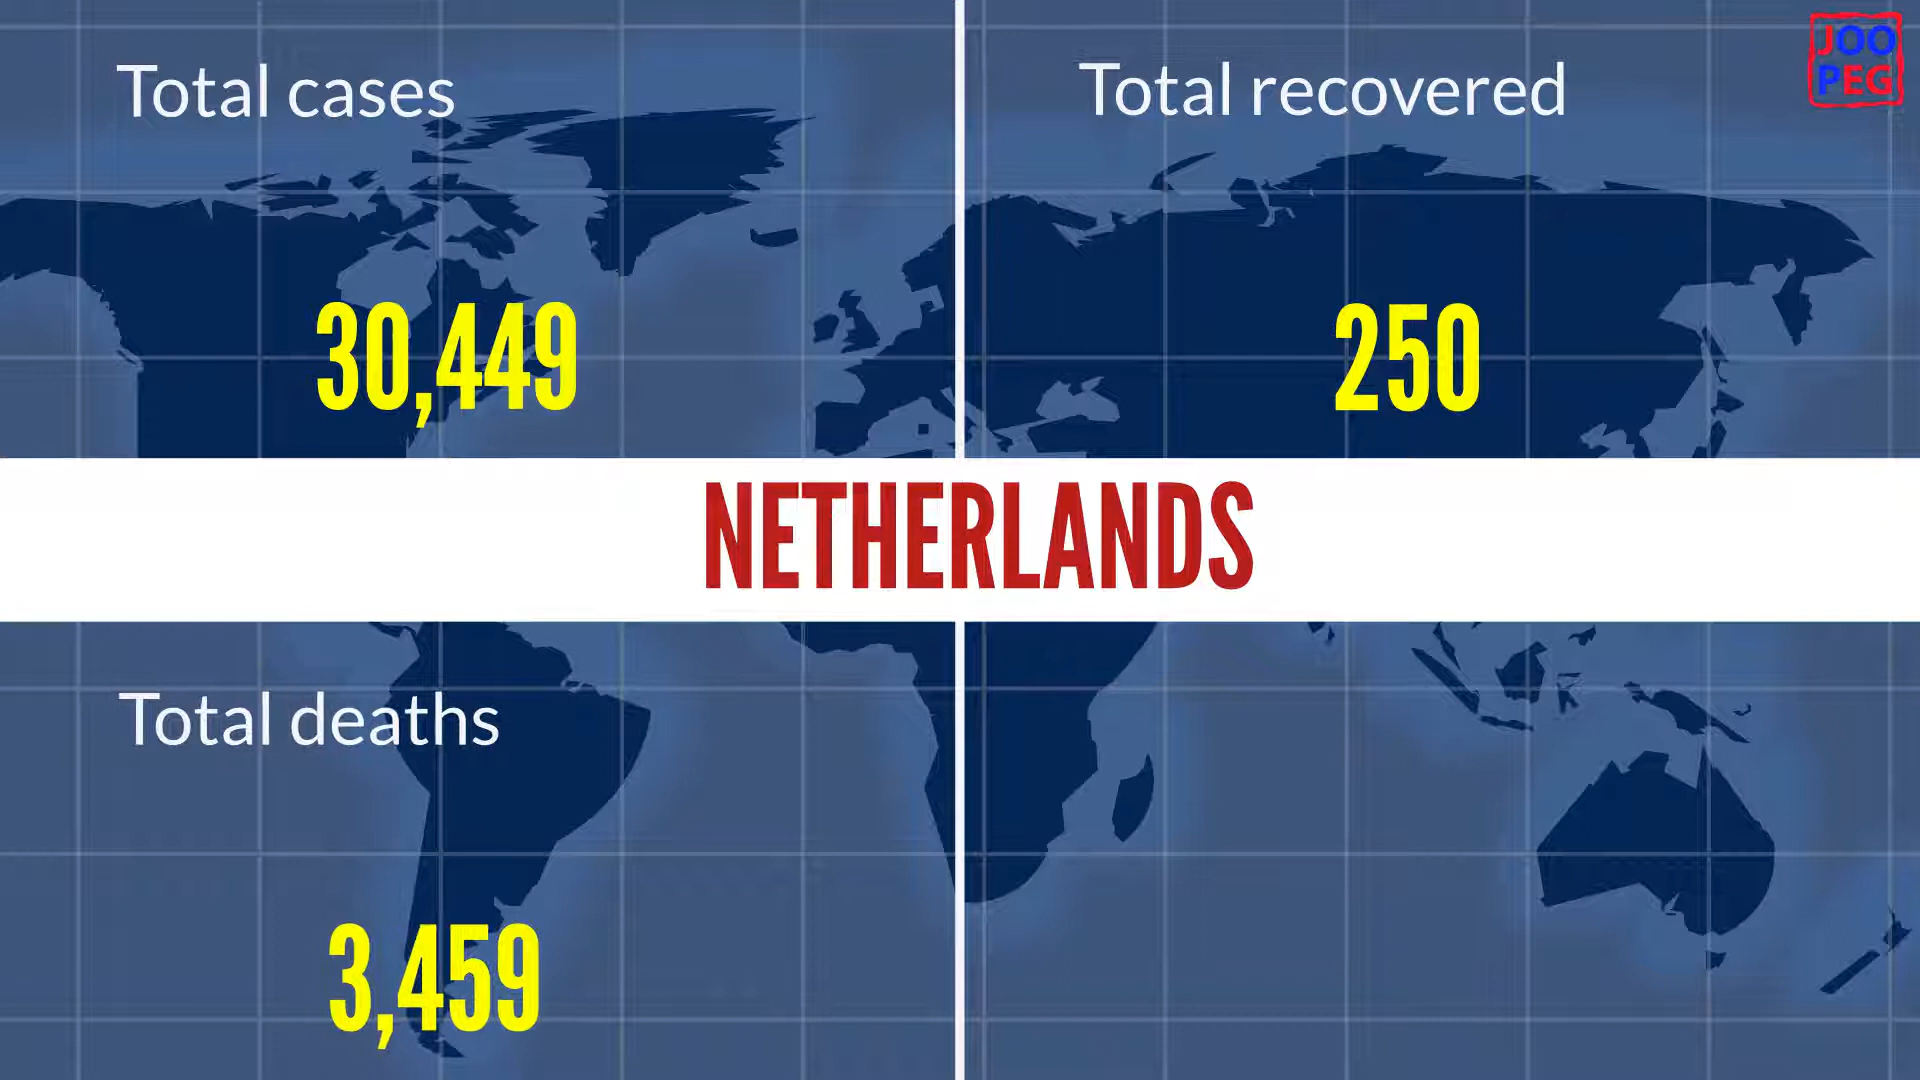 Total cases
Total recovered
JOO
PEG
30,449
250
NETHERLANDS
Total deaths
3,459